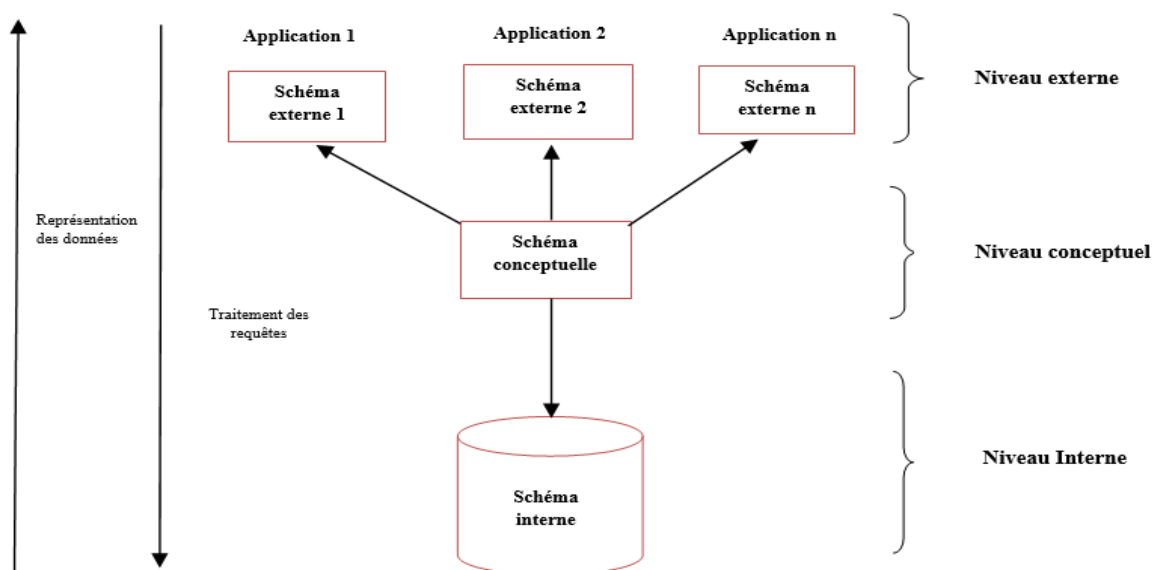 Application 1
Application 2
Application n
Schéma
externe 1
Schéma
externe 2
Schéma
externe n
Niveau externe
Représentation
des données
Schéma
conceptuelle
Niveau conceptuel
Traitement des
requêtes
Niveau Interne
Schéma
interne